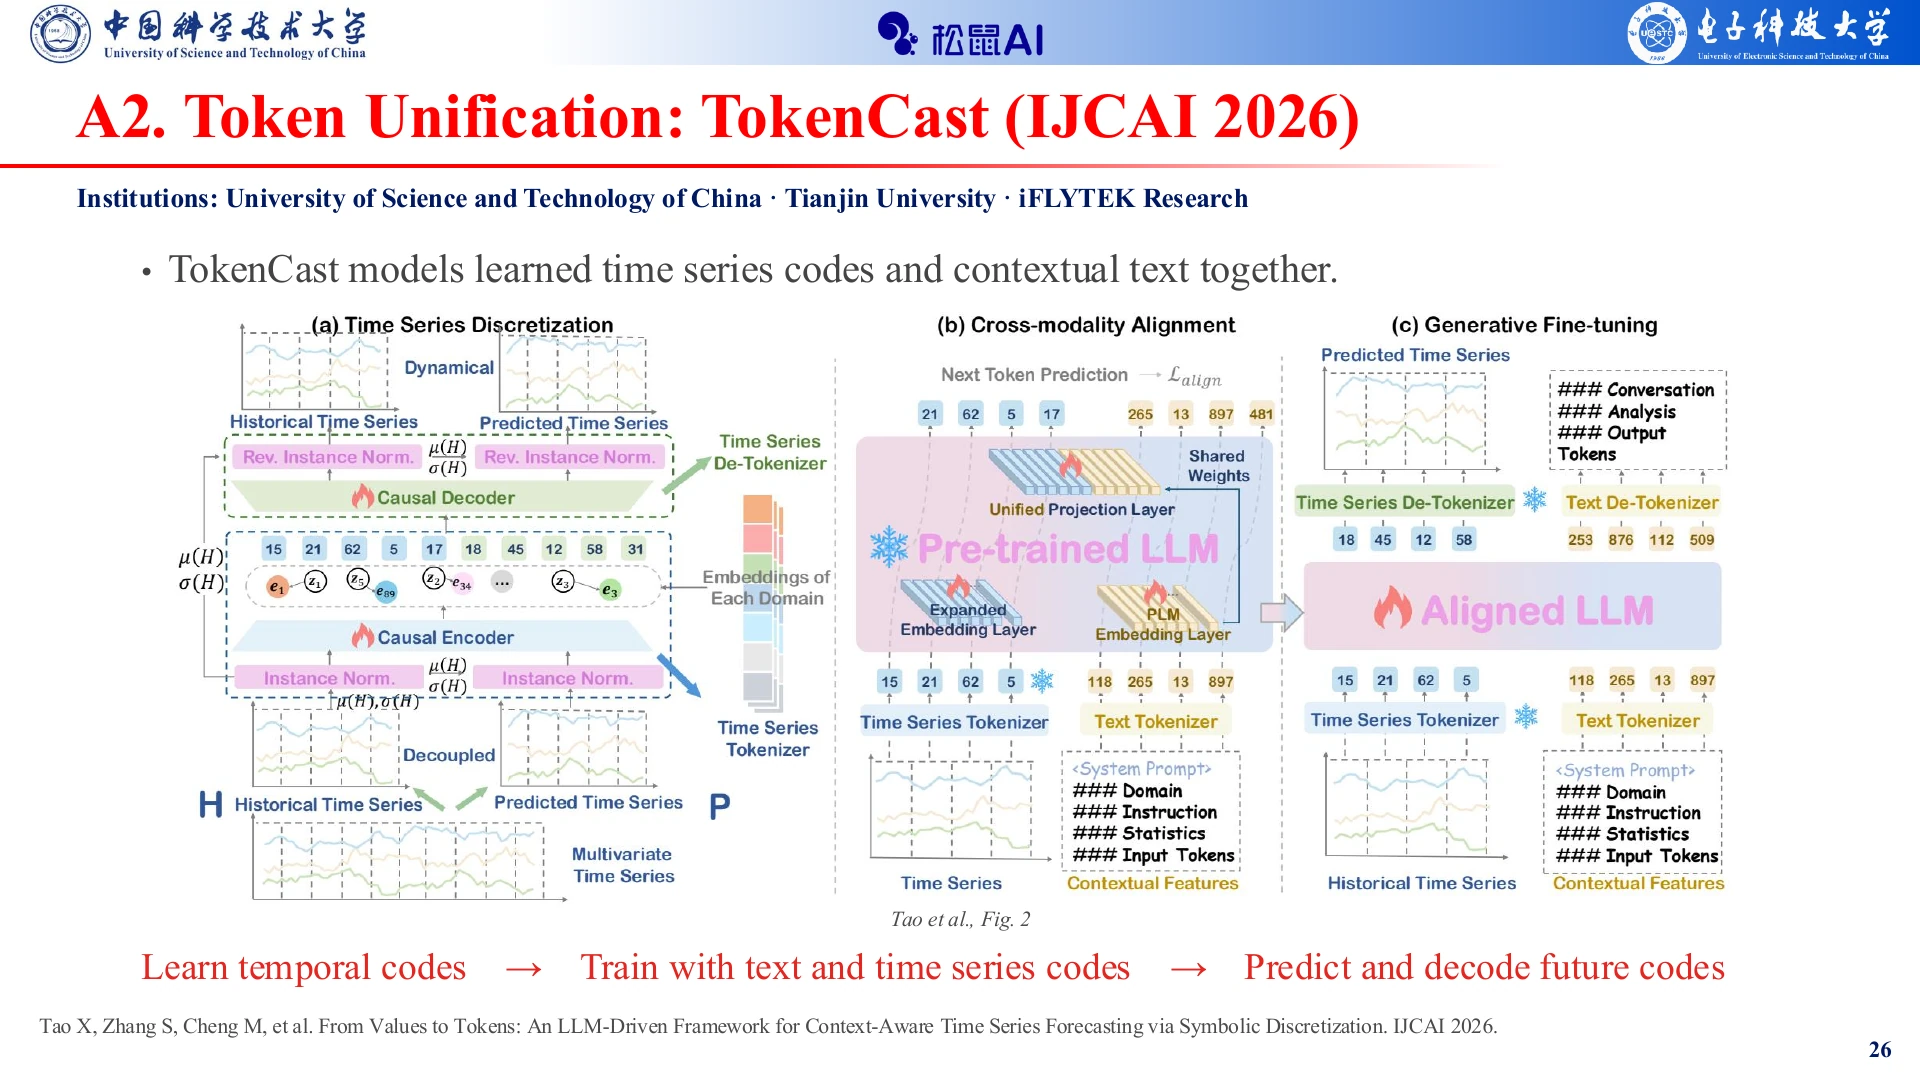 中国科学技术大学
University of Science and Technology of China
松鼠AI
电子科技大学
University of Electronic Science and Technology of China
A2. Token Unification: TokenCast (IJCAI 2026)
Institutions: University of Science and Technology of China · Tianjin University · iFLYTEK Research
• TokenCast models learned time series codes and contextual text together.
(a) Time Series Discretization
Dynamical
Historical Time Series
Predicted Time Series
Rev. Instance Norm.
μ(H)
σ(H)
Rev. Instance Norm.
Time Series
De-Tokenizer
Causal Decoder
μ(H)
σ(H)
15 21 62 5 17 18 45 12 58 31
e1 z1 z5 e89 z2 e34 ... z3 e3
Embeddings of
Each Domain
Causal Encoder
Instance Norm.
μ(H)
σ(H)
Instance Norm.
μ(H),σ(H)
Time Series
Tokenizer
Decoupled
H Historical Time Series
Predicted Time Series P
Multivariate
Time Series
(b) Cross-modality Alignment
Next Token Prediction → ℒalign
21 62 5 17 265 13 897 481
Shared
Weights
Unified Projection Layer
Pre-trained LLM
Expanded
Embedding Layer
PLM
Embedding Layer
15 21 62 5 118 265 13 897
Time Series Tokenizer
Text Tokenizer
<System Prompt>
### Domain
### Instruction
### Statistics
### Input Tokens
Time Series
Contextual Features
(c) Generative Fine-tuning
Predicted Time Series
### Conversation
### Analysis
### Output
Tokens
Time Series De-Tokenizer
Text De-Tokenizer
18 45 12 58 253 876 112 509
Aligned LLM
15 21 62 5 118 265 13 897
Time Series Tokenizer
Text Tokenizer
<System Prompt>
### Domain
### Instruction
### Statistics
### Input Tokens
Historical Time Series
Contextual Features
Tao et al., Fig. 2
Learn temporal codes → Train with text and time series codes → Predict and decode future codes
Tao X, Zhang S, Cheng M, et al. From Values to Tokens: An LLM-Driven Framework for Context-Aware Time Series Forecasting via Symbolic Discretization. IJCAI 2026.
26